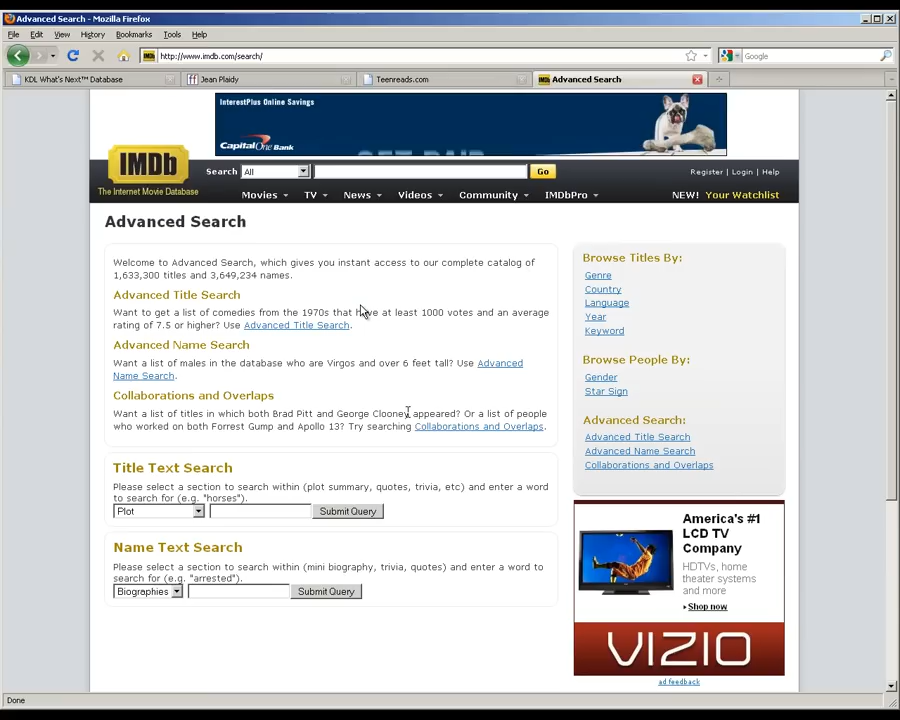 Advanced Search - Mozilla Firefox
File Edit View History Bookmarks Tools Help
IMDb http://www.imdb.com/search/ Google
KDL What's Next™ Database Jean Plaidy Teenreads.com IMDb Advanced Search
InterestPlus Online Savings
Capital One Bank
IMDb
The Internet Movie Database
Search All Go Register | Login | Help
Movies TV News Videos Community IMDbPro NEW! Your Watchlist
Advanced Search
Welcome to Advanced Search, which gives you instant access to our complete catalog of
1,633,300 titles and 3,649,234 names.
Advanced Title Search
Want to get a list of comedies from the 1970s that have at least 1000 votes and an average
rating of 7.5 or higher? Use Advanced Title Search.
Advanced Name Search
Want a list of males in the database who are Virgos and over 6 feet tall? Use Advanced
Name Search.
Collaborations and Overlaps
Want a list of titles in which both Brad Pitt and George Clooney appeared? Or a list of people
who worked on both Forrest Gump and Apollo 13? Try searching Collaborations and Overlaps.
Title Text Search
Please select a section to search within (plot summary, quotes, trivia, etc) and enter a word
to search for (e.g. "horses").
Plot Submit Query
Name Text Search
Please select a section to search within (mini biography, trivia, quotes) and enter a word to
search for (e.g. "arrested").
Biographies Submit Query
Browse Titles By:
Genre
Country
Language
Year
Keyword
Browse People By:
Gender
Star Sign
Advanced Search:
Advanced Title Search
Advanced Name Search
Collaborations and Overlaps
America's #1
LCD TV
Company
HDTVs, home
theater systems
and more
Shop now
VIZIO
ad feedback
Done